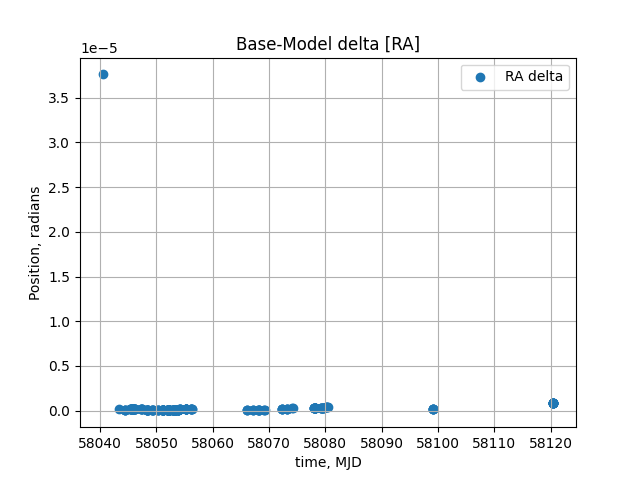 Base-Model delta [RA]
1e−5
RA delta
3.5
3.0
2.5
2.0
1.5
1.0
0.5
0.0
Position, radians
58040 58050 58060 58070 58080 58090 58100 58110 58120
time, MJD